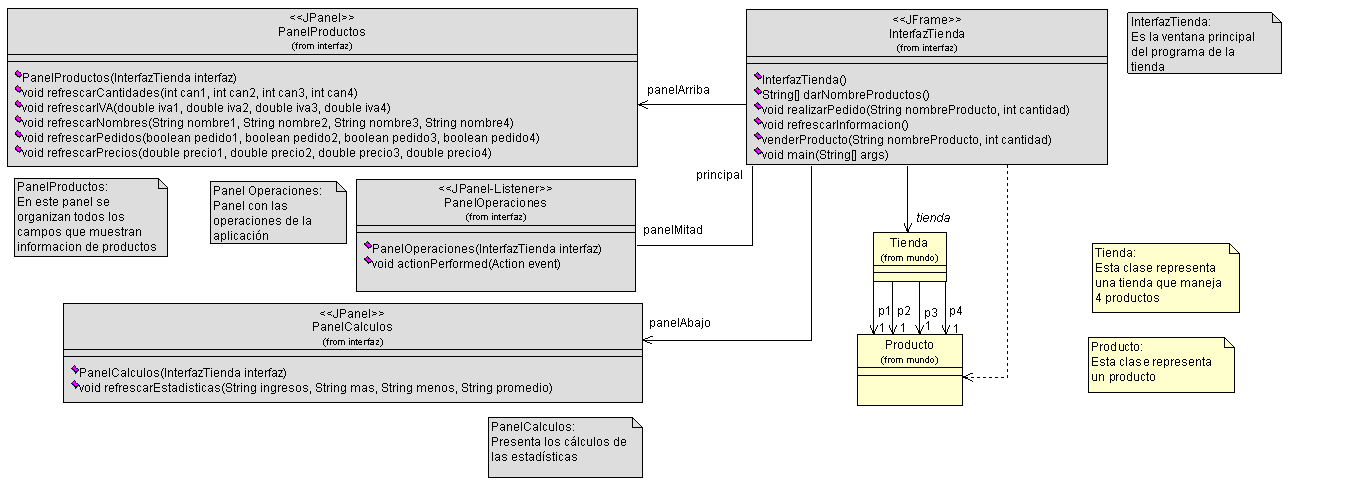 <<JPanel>>
PanelProductos
(from interfaz)
PanelProductos(InterfazTienda interfaz)
void refrescarCantidades(int can1, int can2, int can3, int can4)
void refrescarIVA(double iva1, double iva2, double iva3, double iva4)
void refrescarNombres(String nombre1, String nombre2, String nombre3, String nombre4)
void refrescarPedidos(boolean pedido1, boolean pedido2, boolean pedido3, boolean pedido4)
void refrescarPrecios(double precio1, double precio2, double precio3, double precio4)
panelArriba
<<JFrame>>
InterfazTienda
(from interfaz)
InterfazTienda()
String[] darNombreProductos()
void realizarPedido(String nombreProducto, int cantidad)
void refrescarInformacion()
venderProducto(String nombreProducto, int cantidad)
void main(String[] args)
InterfazTienda:
Es la ventana principal
del programa de la
tienda
PanelProductos:
En este panel se
organizan todos los
campos que muestran
informacion de productos
Panel Operaciones:
Panel con las
operaciones de la
aplicación
<<JPanel-Listener>>
PanelOperaciones
(from interfaz)
PanelOperaciones(InterfazTienda interfaz)
void actionPerformed(Action event)
principal
panelMitad
tienda
Tienda
(from mundo)
p1
p2
p3
p4
1
1
1
1
Producto
(from mundo)
Tienda:
Esta clase representa
una tienda que maneja
4 productos
Producto:
Esta clase representa
un producto
<<JPanel>>
PanelCalculos
(from interfaz)
PanelCalculos(InterfazTienda interfaz)
void refrescarEstadisticas(String ingresos, String mas, String menos, String promedio)
panelAbajo
PanelCalculos:
Presenta los cálculos de
las estadísticas